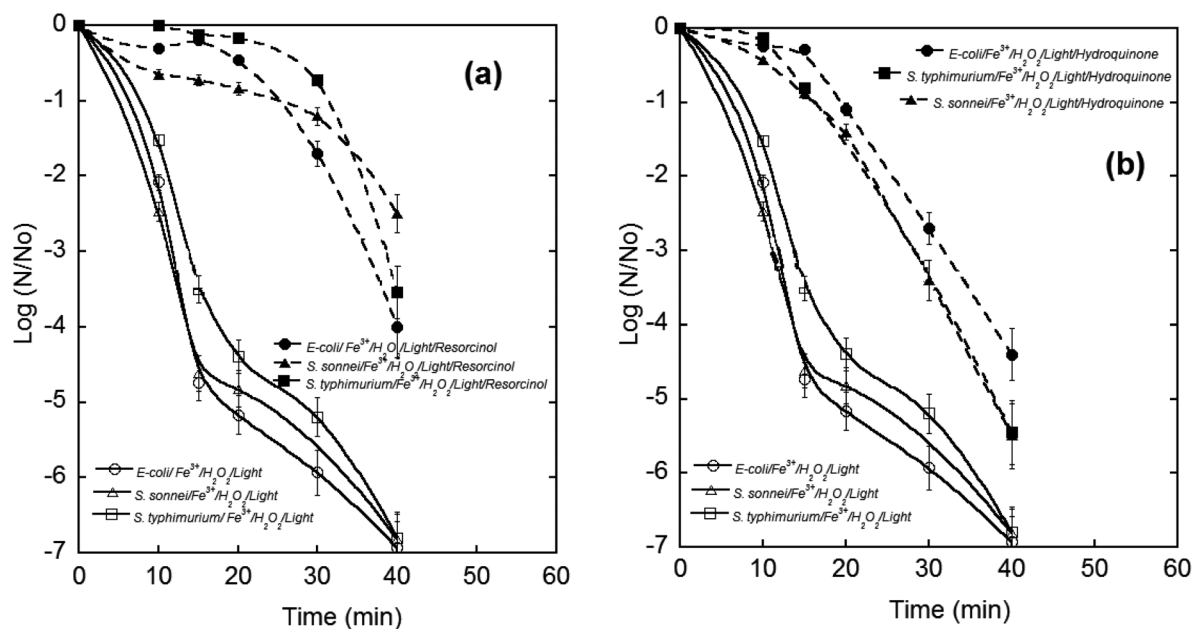 (a)
Log (N/No)
0
-1
-2
-3
-4
-5
-6
-7
E-coli/ Fe³⁺/H₂O₂/Light/Resorcinol
S. sonnei/Fe³⁺/H₂O₂/Light/Resorcinol
S. typhimurium/Fe³⁺/H₂O₂/Light/Resorcinol
E-coli/ Fe³⁺/H₂O₂/Light
S. sonnei/Fe³⁺/H₂O₂/Light
S. typhimurium/ Fe³⁺/H₂O₂/Light
0 10 20 30 40 50 60
Time (min)
(b)
Log (N/No)
0
-1
-2
-3
-4
-5
-6
-7
E-coli/Fe³⁺/H₂O₂/Light/Hydroquinone
S. typhimurium/Fe³⁺/H₂O₂/Light/Hydroquinone
S. sonnei/Fe³⁺/H₂O₂/Light/Hydroquinone
E-coli/Fe³⁺/H₂O₂/Light
S. sonnei/Fe³⁺/H₂O₂/Light
S. typhimurium/Fe³⁺/H₂O₂/Light
0 10 20 30 40 50 60
Time (min)